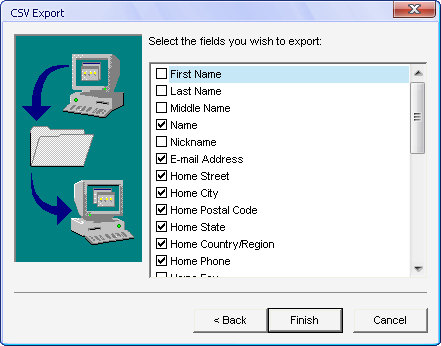 CSV Export
Select the fields you wish to export:
First Name
Last Name
Middle Name
Name
Nickname
E-mail Address
Home Street
Home City
Home Postal Code
Home State
Home Country/Region
Home Phone
Home Fax
< Back
Finish
Cancel